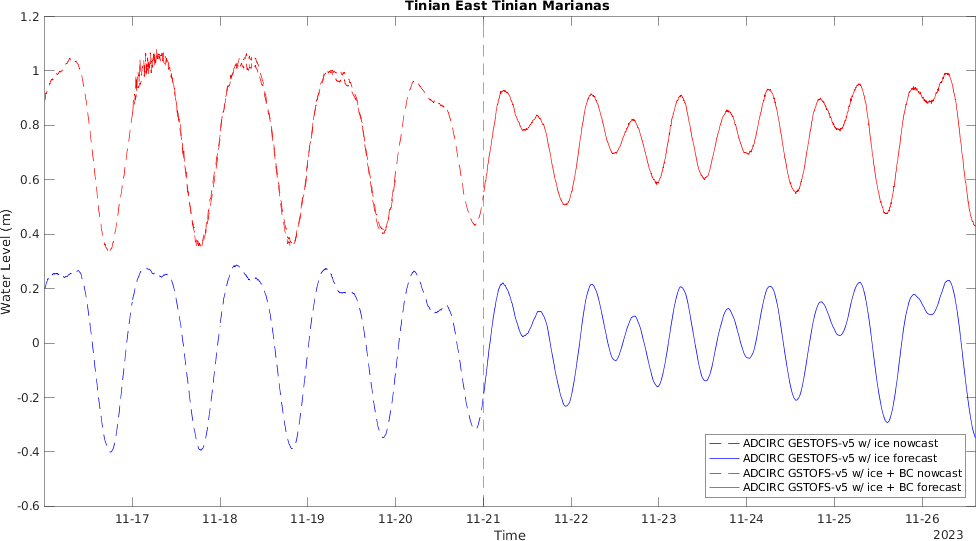 Tinian East Tinian Marianas
1.2
1
0.8
0.6
0.4
0.2
0
-0.2
-0.4
-0.6
Water Level (m)
ADCIRC GESTOFS-v5 w/ ice nowcast
ADCIRC GESTOFS-v5 w/ ice forecast
ADCIRC GSTOFS-v5 w/ ice + BC nowcast
ADCIRC GSTOFS-v5 w/ ice + BC forecast
11-17 11-18 11-19 11-20 11-21 11-22 11-23 11-24 11-25 11-26
Time
2023